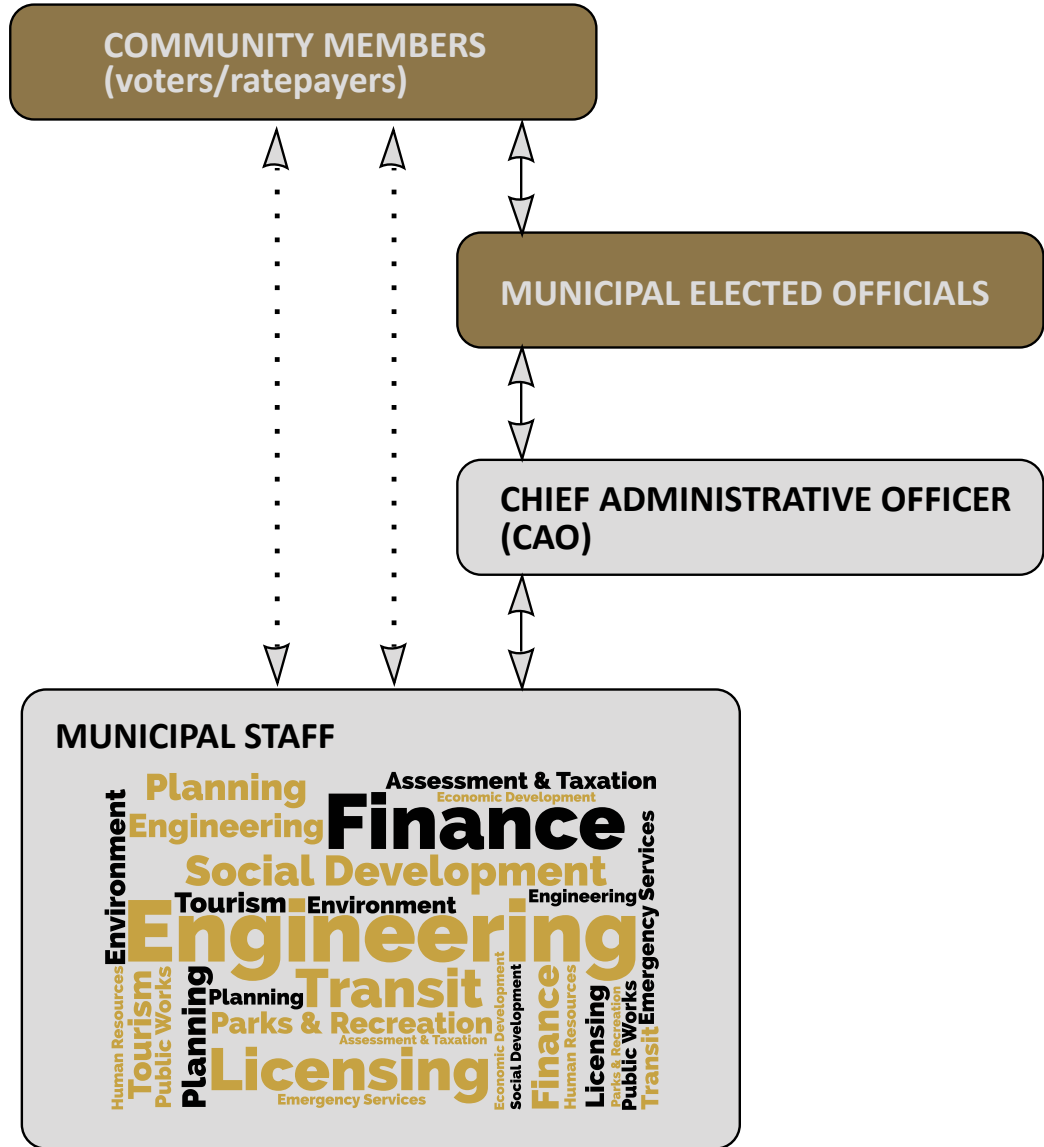 COMMUNITY MEMBERS
(voters/ratepayers)
MUNICIPAL ELECTED OFFICIALS
CHIEF ADMINISTRATIVE OFFICER
(CAO)
MUNICIPAL STAFF
Planning
Assessment & Taxation
Economic Development
Environment
Engineering
Finance
Social Development
Emergency Services
Tourism
Environment
Engineering
Engineering
Human Resources
Tourism
Public Works
Planning
Planning
Transit
Parks & Recreation
Assessment & Taxation
Licensing
Emergency Services
Economic Development
Social Development
Finance
Human Resources
Licensing
Parks & Recreation
Public Works
Transit